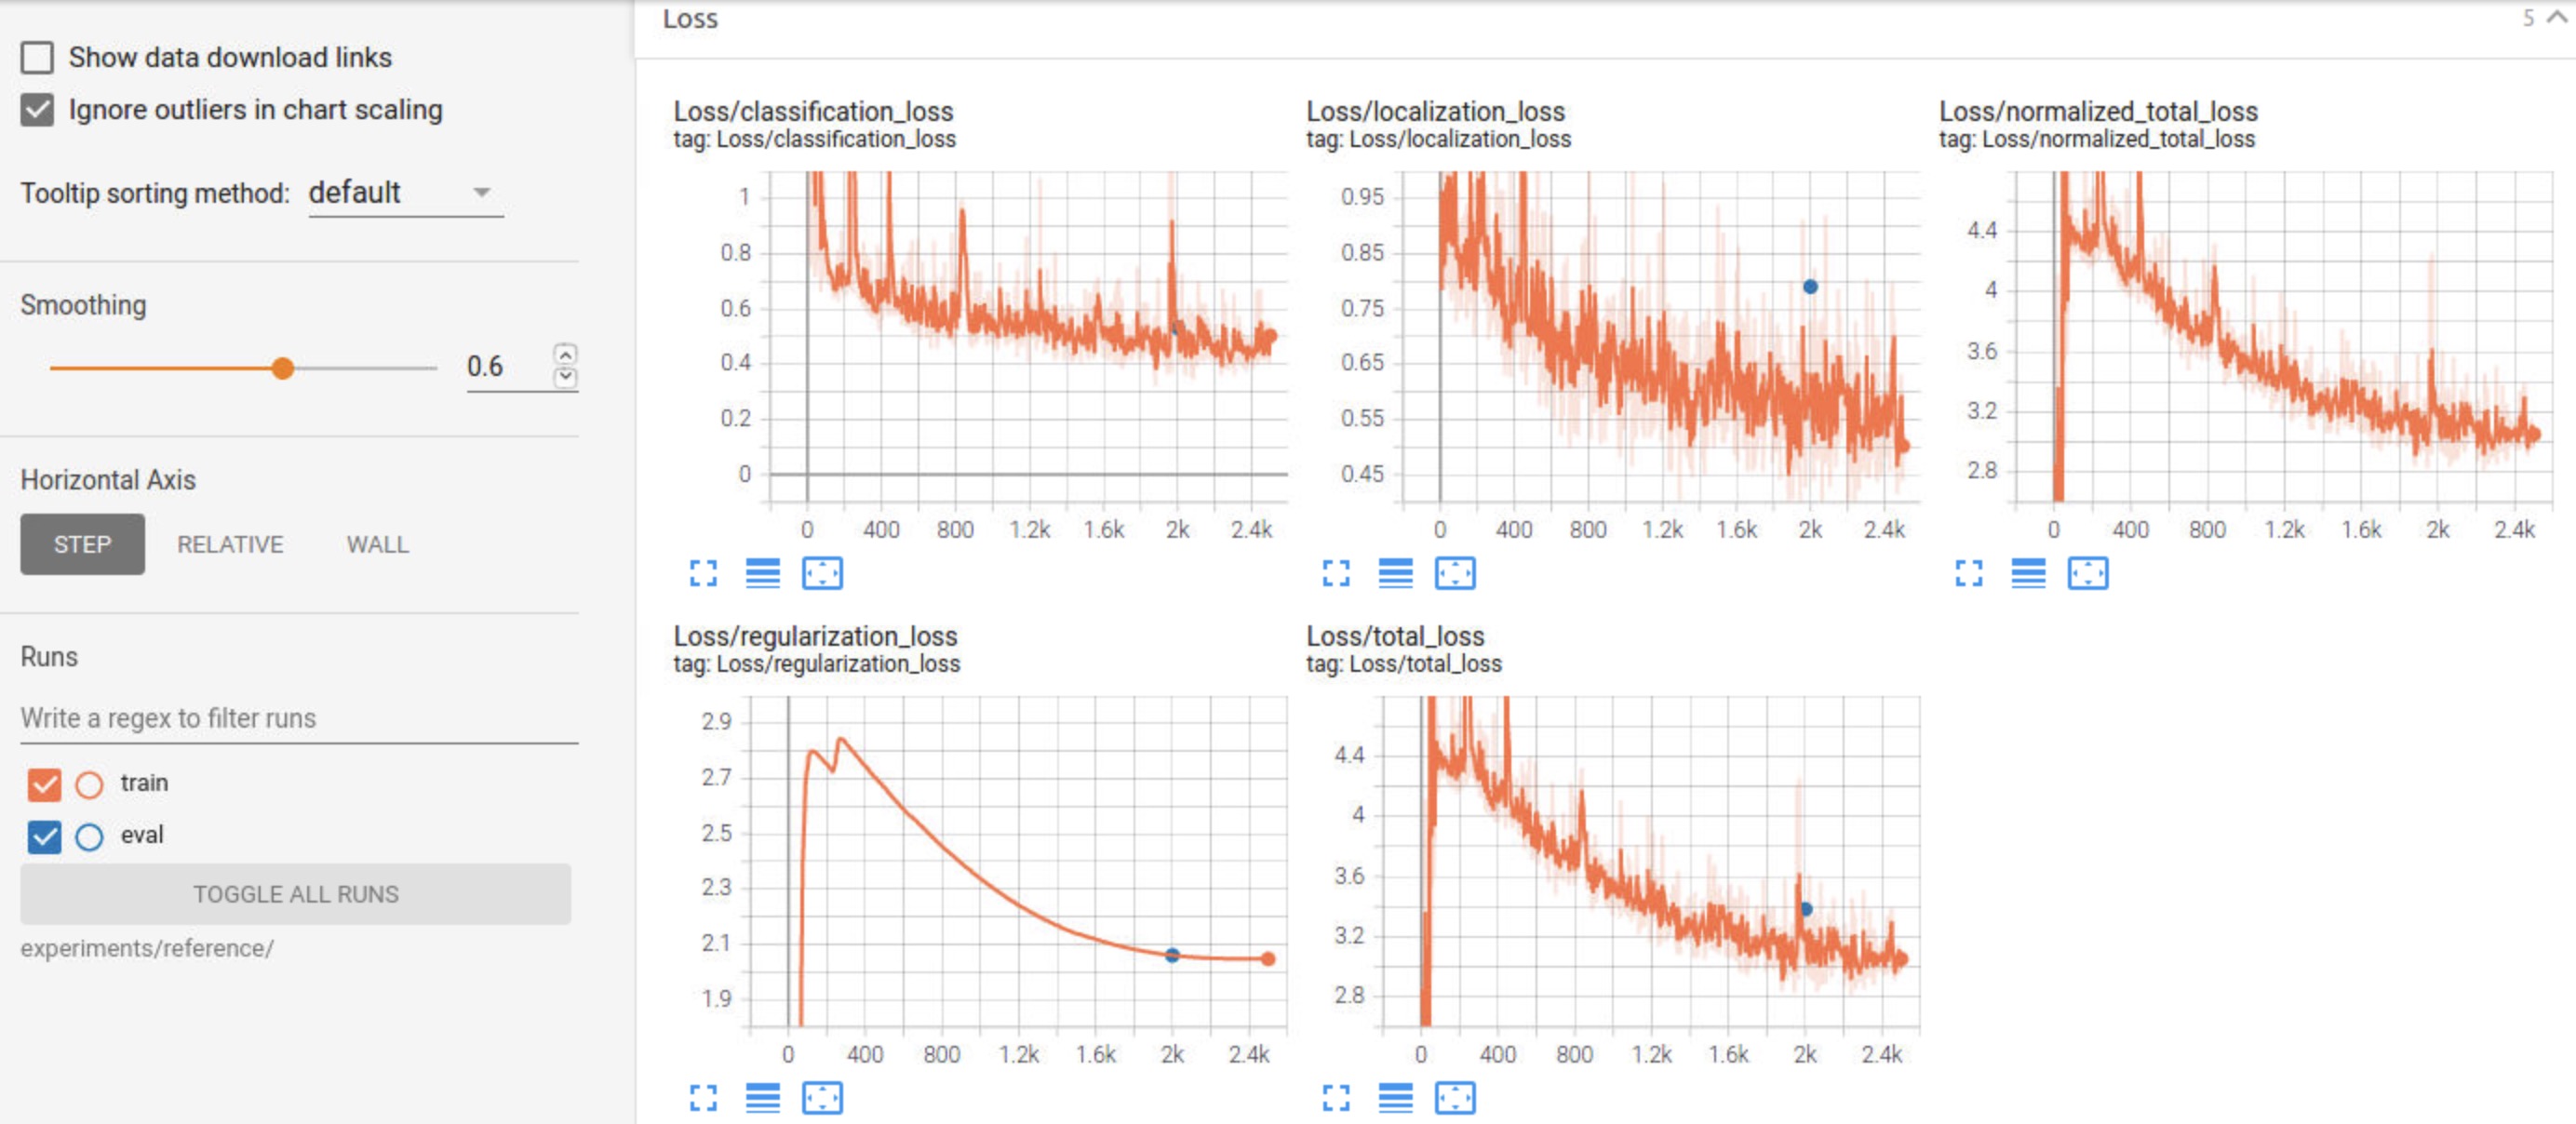 Loss
5
Show data download links
Ignore outliers in chart scaling
Tooltip sorting method: default
Smoothing
0.6
Horizontal Axis
STEP RELATIVE WALL
Runs
Write a regex to filter runs
train
eval
TOGGLE ALL RUNS
experiments/reference/
Loss/classification_loss
tag: Loss/classification_loss
1
0.8
0.6
0.4
0.2
0
0 400 800 1.2k 1.6k 2k 2.4k
Loss/localization_loss
tag: Loss/localization_loss
0.95
0.85
0.75
0.65
0.55
0.45
0 400 800 1.2k 1.6k 2k 2.4k
Loss/normalized_total_loss
tag: Loss/normalized_total_loss
4.4
4
3.6
3.2
2.8
0 400 800 1.2k 1.6k 2k 2.4k
Loss/regularization_loss
tag: Loss/regularization_loss
2.9
2.7
2.5
2.3
2.1
1.9
0 400 800 1.2k 1.6k 2k 2.4k
Loss/total_loss
tag: Loss/total_loss
4.4
4
3.6
3.2
2.8
0 400 800 1.2k 1.6k 2k 2.4k